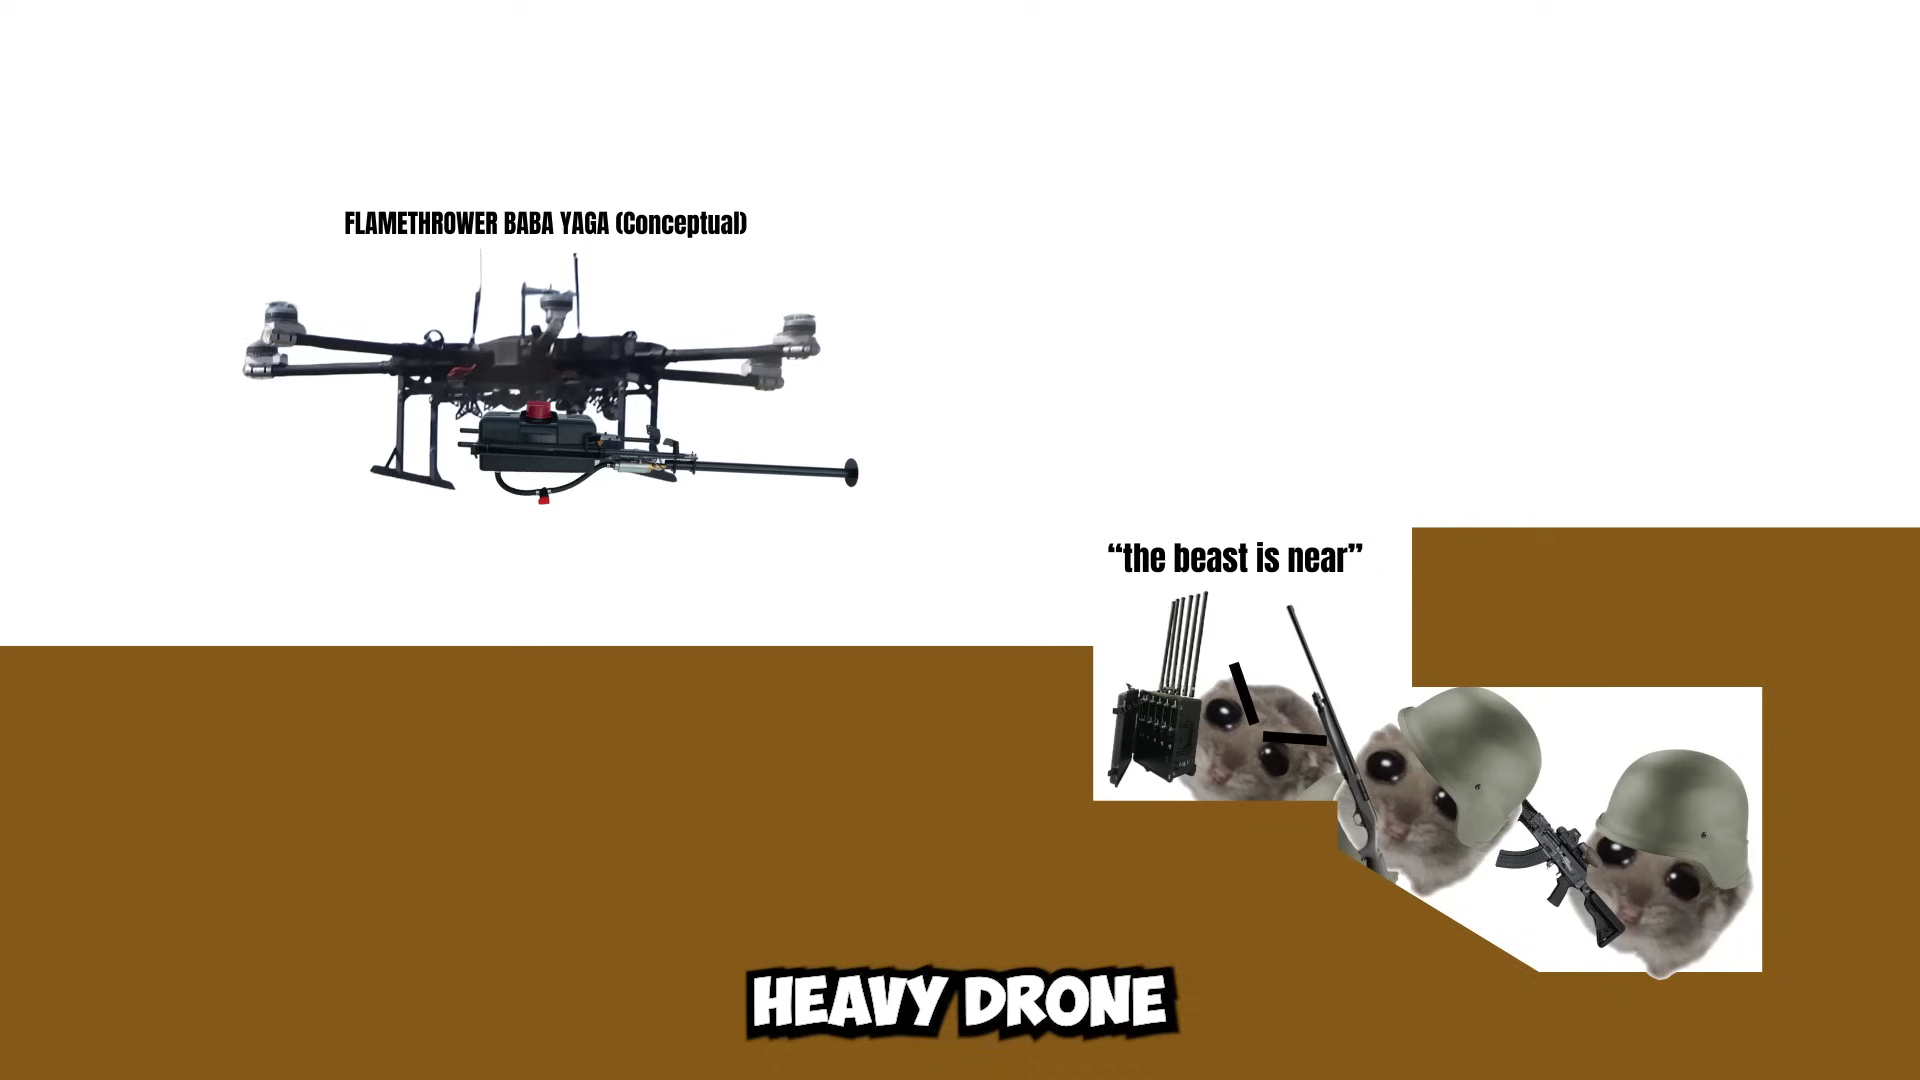 FLAMETHROWER BABA YAGA (Conceptual)
“the beast is near”
HEAVY DRONE